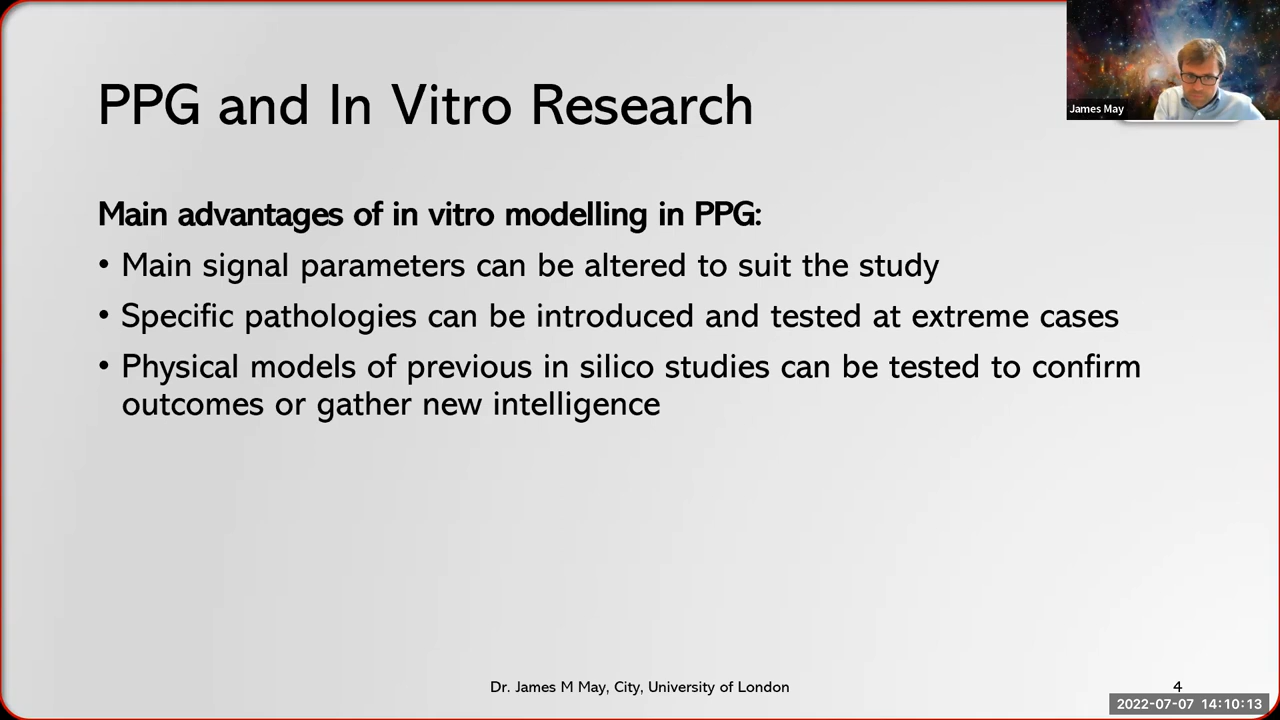 PPG and In Vitro Research
James May
Main advantages of in vitro modelling in PPG:
• Main signal parameters can be altered to suit the study
• Specific pathologies can be introduced and tested at extreme cases
• Physical models of previous in silico studies can be tested to confirm
outcomes or gather new intelligence
Dr. James M May, City, University of London
4
2022-07-07 14:10:13